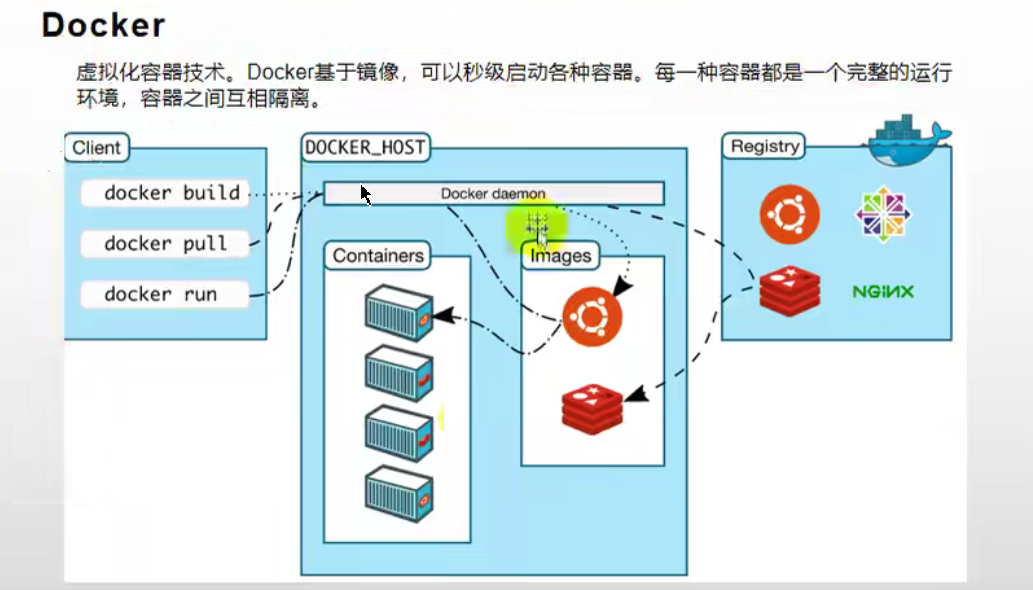 Docker
虚拟化容器技术。Docker基于镜像，可以秒级启动各种容器。每一种容器都是一个完整的运行
环境，容器之间互相隔离。
Client
DOCKER_HOST
Registry
docker build
Docker daemon
docker pull
Containers
Images
docker run
NGiNX